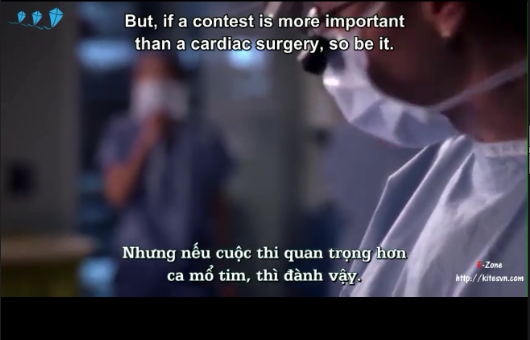 But, if a contest is more important
than a cardiac surgery, so be it.
Nhưng nếu cuộc thi quan trọng hơn
ca mổ tim, thì đành vậy.
-Zone
http://kitesvn.com